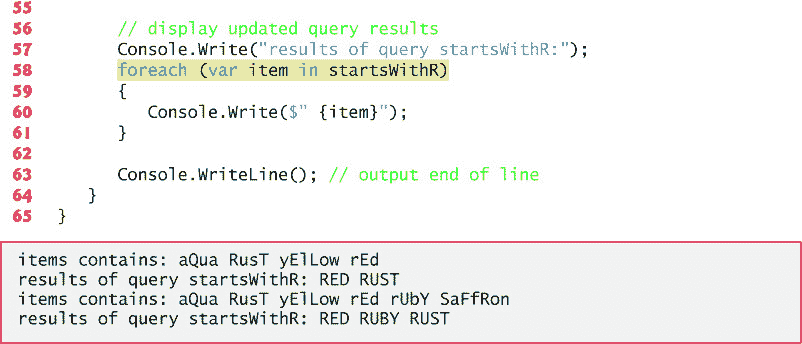 55
56 // display updated query results
57 Console.Write("results of query startsWithR:");
58 foreach (var item in startsWithR)
59 {
60 Console.Write($" {item}");
61 }
62
63 Console.WriteLine(); // output end of line
64 }
65 }
items contains: aQua RusT yElLow rEd
results of query startsWithR: RED RUST
items contains: aQua RusT yElLow rEd rUbY SaFfRon
results of query startsWithR: RED RUBY RUST